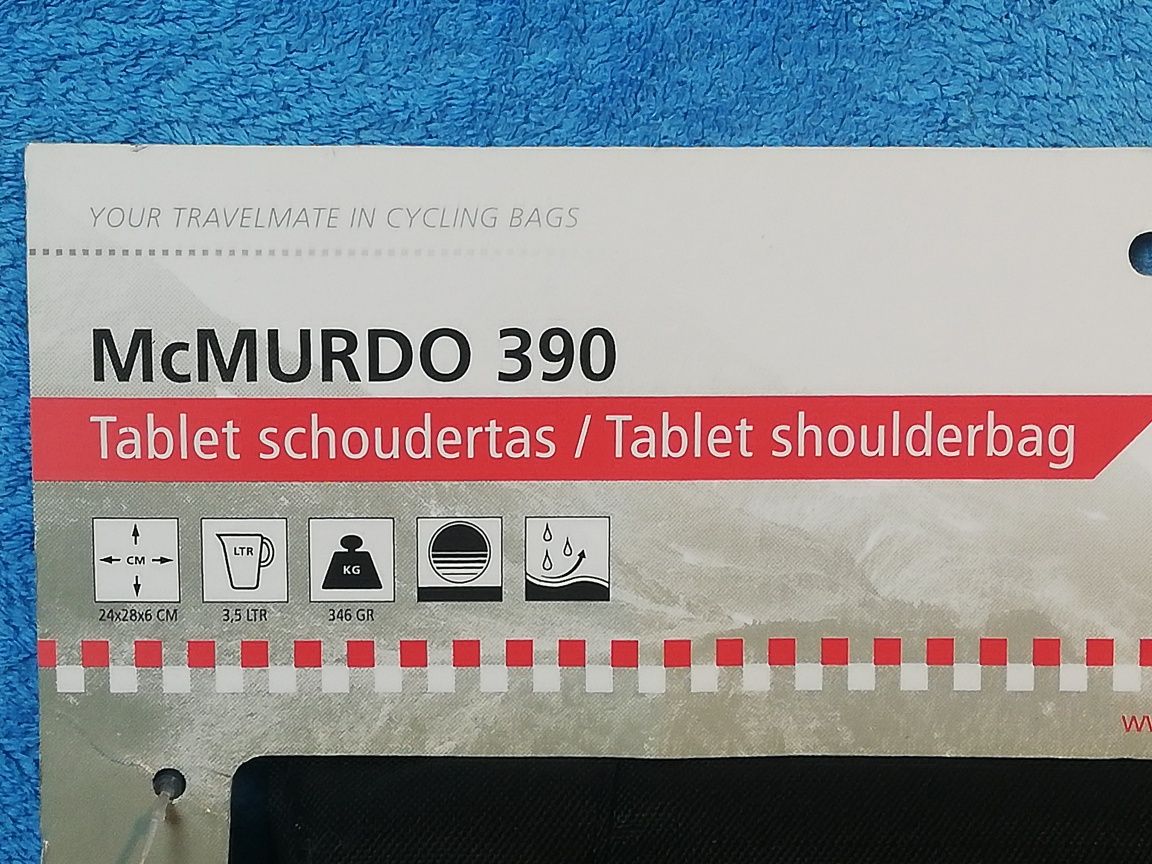 YOUR TRAVELMATE IN CYCLING BAGS
McMURDO 390
Tablet schoudertas / Tablet shoulderbag
CM
LTR
KG
24x28x6 CM
3,5 LTR
346 GR